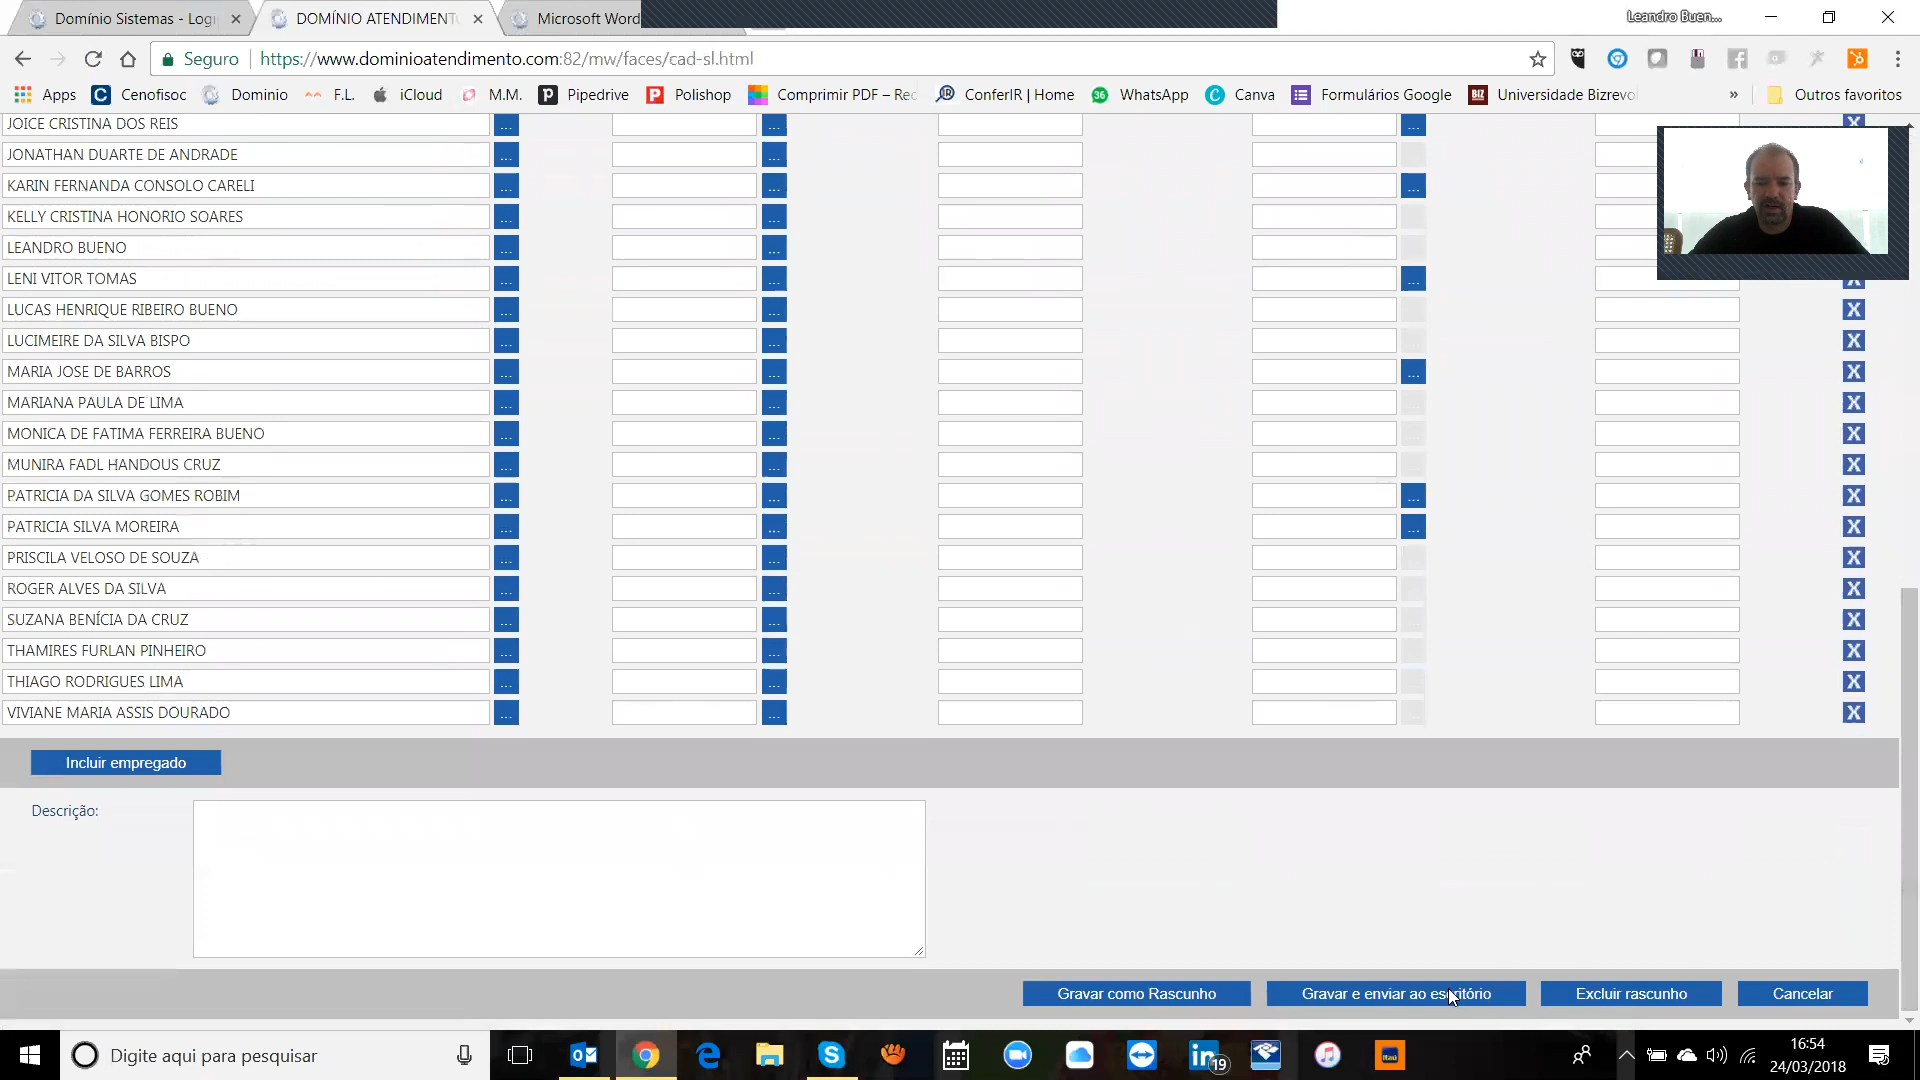 Domínio Sistemas - Logi
DOMÍNIO ATENDIMENT
Microsoft Word
Leandro Buen...
Seguro
https://www.dominioatendimento.com:82/mw/faces/cad-sl.html
Apps
Cenofisoc
Dominio
F.L.
iCloud
M.M.
Pipedrive
Polishop
Comprimir PDF – Red
ConferIR | Home
WhatsApp
Canva
Formulários Google
Universidade Bizrevo
»
Outros favoritos
JOICE CRISTINA DOS REIS ... ... ... X
JONATHAN DUARTE DE ANDRADE ... ...
KARIN FERNANDA CONSOLO CARELI ... ... ...
KELLY CRISTINA HONORIO SOARES ... ...
LEANDRO BUENO ... ...
LENI VITOR TOMAS ... ... ... X
LUCAS HENRIQUE RIBEIRO BUENO ... ... X
LUCIMEIRE DA SILVA BISPO ... ... X
MARIA JOSE DE BARROS ... ... ... X
MARIANA PAULA DE LIMA ... ... X
MONICA DE FATIMA FERREIRA BUENO ... ... X
MUNIRA FADL HANDOUS CRUZ ... ... X
PATRICIA DA SILVA GOMES ROBIM ... ... ... X
PATRICIA SILVA MOREIRA ... ... ... X
PRISCILA VELOSO DE SOUZA ... ... X
ROGER ALVES DA SILVA ... ... X
SUZANA BENÍCIA DA CRUZ ... ... X
THAMIRES FURLAN PINHEIRO ... ... X
THIAGO RODRIGUES LIMA ... ... X
VIVIANE MARIA ASSIS DOURADO ... ... X
Incluir empregado
Descrição:
Gravar como Rascunho
Gravar e enviar ao escritório
Excluir rascunho
Cancelar
Digite aqui para pesquisar
19
16:54
24/03/2018